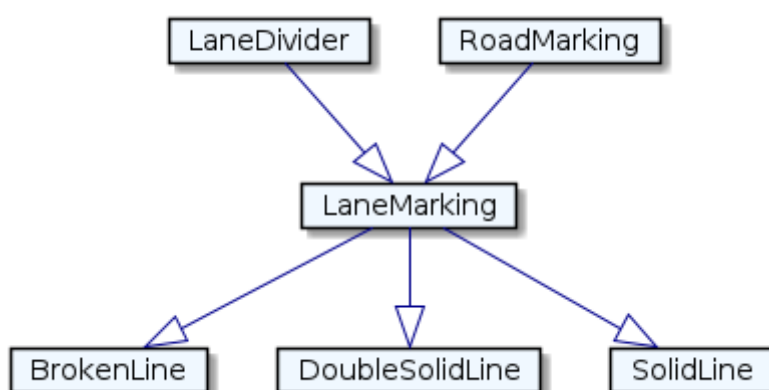 LaneDivider
RoadMarking
LaneMarking
BrokenLine
DoubleSolidLine
SolidLine